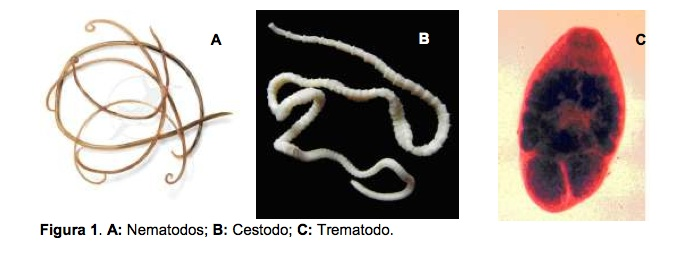 A
B
C
Figura 1. A: Nematodos; B: Cestodo; C: Trematodo.